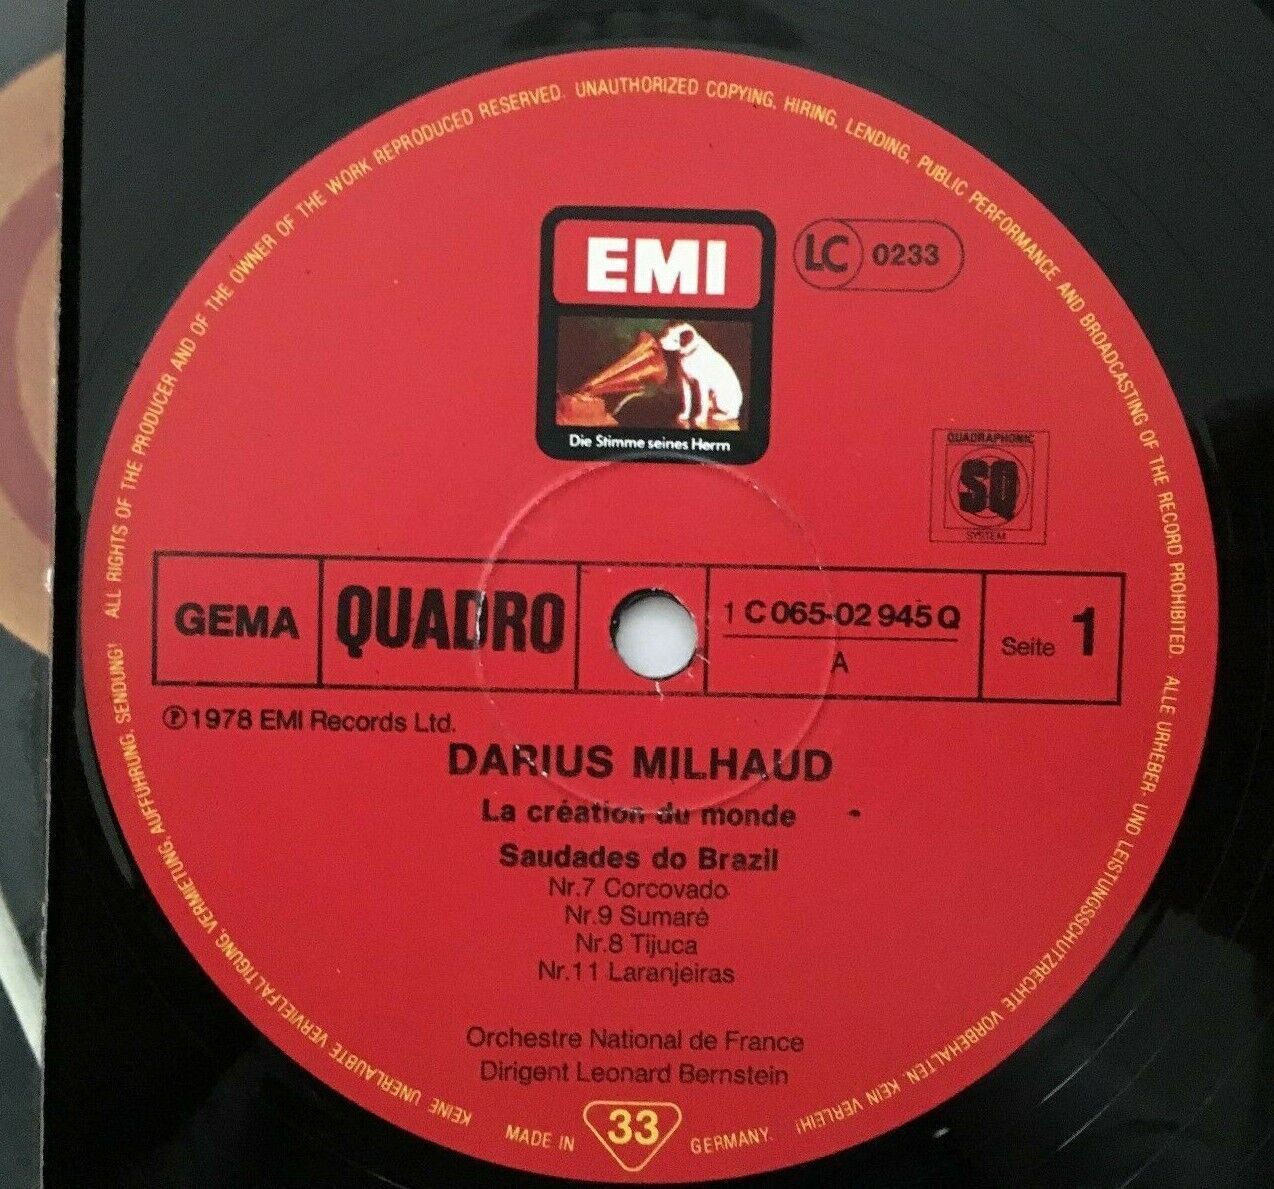 ALL RIGHTS OF THE PRODUCER AND OF THE OWNER OF THE WORK REPRODUCED RESERVED. UNAUTHORIZED COPYING, HIRING, LENDING, PUBLIC PERFORMANCE AND BROADCASTING OF THE RECORD PROHIBITED.
ALLE URHEBER- UND LEISTUNGSSCHUTZRECHTE VORBEHALTEN. KEIN VERLEIH!
KEINE UNERLAUBTE VERVIELFÄLTIGUNG, VERMIETUNG, AUFFÜHRUNG, SENDUNG!
EMI
LC 0233
Die Stimme seines Herrn
QUADRAPHONIC
SQ
SYSTEM
GEMA
QUADRO
1 C 065-02 945 Q
A
Seite 1
℗ 1978 EMI Records Ltd.
DARIUS MILHAUD
La création du monde
Saudades do Brazil
Nr.7 Corcovado
Nr.9 Sumaré
Nr.8 Tijuca
Nr.11 Laranjeiras
Orchestre National de France
Dirigent Leonard Bernstein
MADE IN 33 GERMANY.